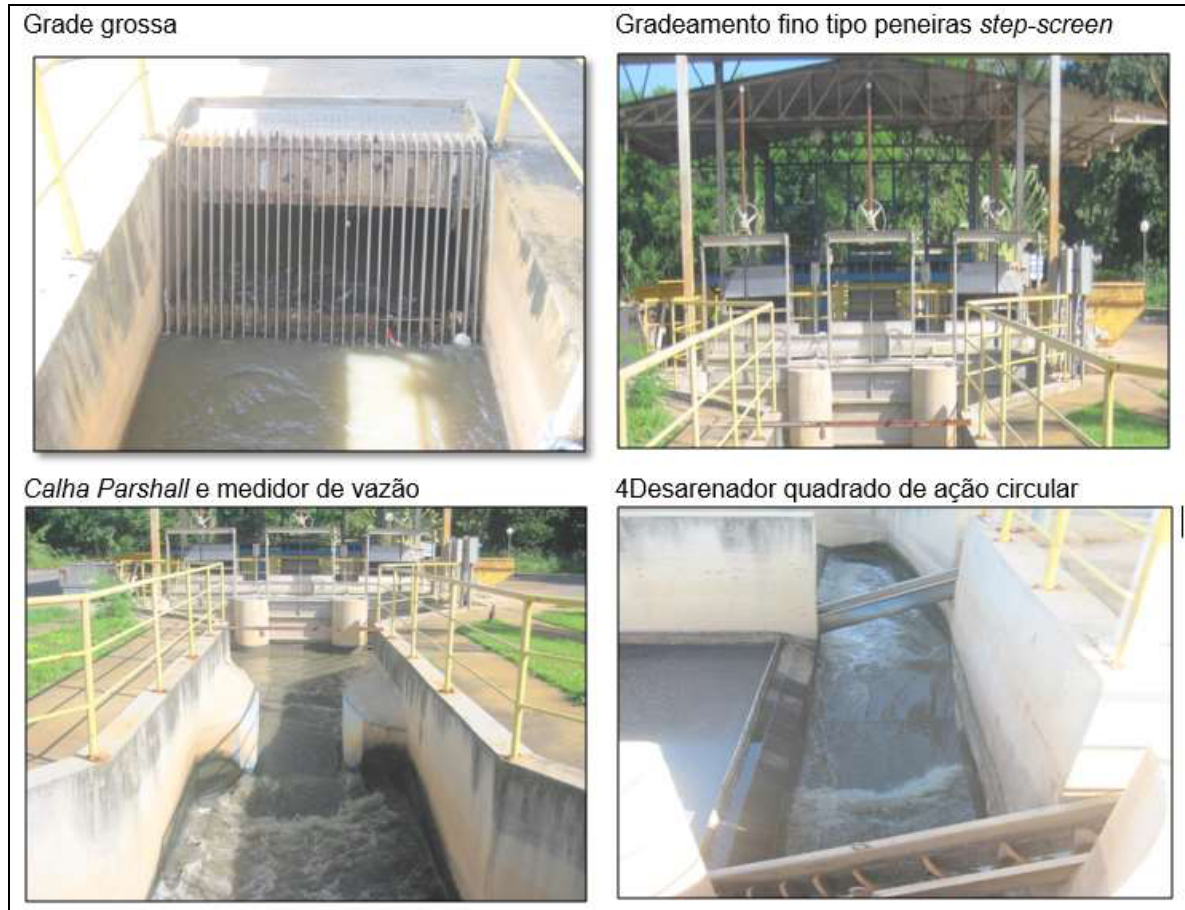 Grade grossa
Gradeamento fino tipo peneiras step-screen
Calha Parshall e medidor de vazão
4Desarenador quadrado de ação circular